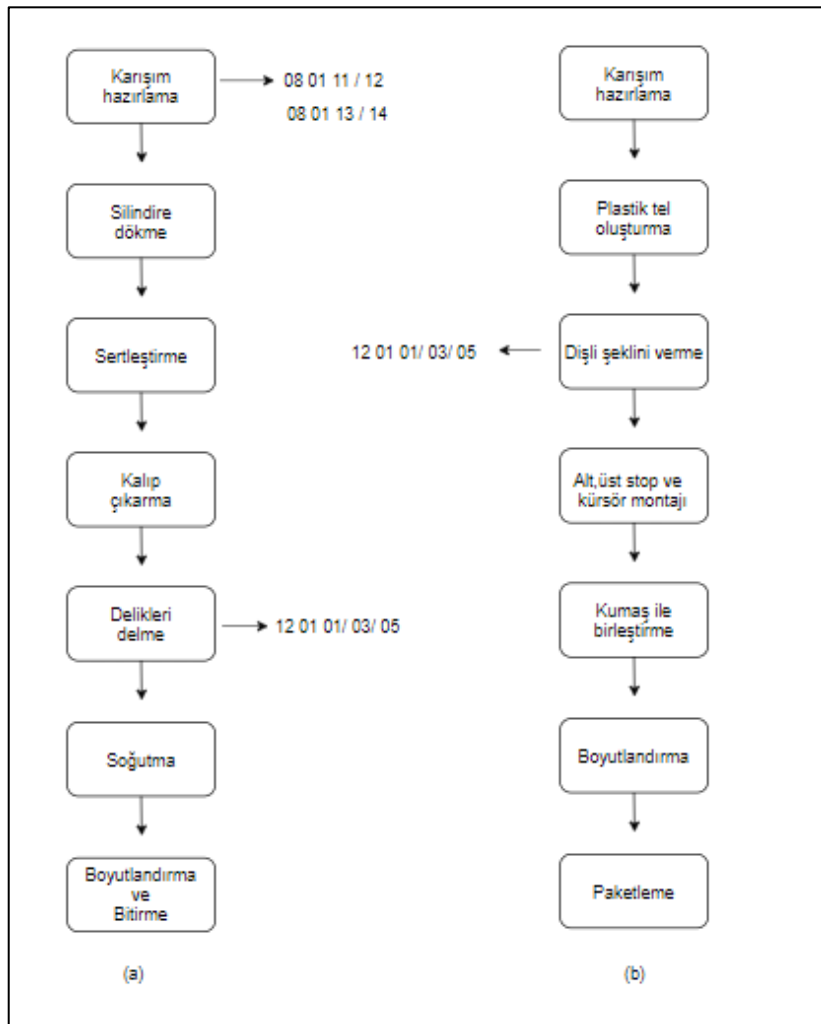 Karışım
hazırlama
08 01 11 / 12
08 01 13 / 14
Silindire
dökme
Sertleştirme
Kalıp
çıkarma
Delikleri
delme
12 01 01/ 03/ 05
Soğutma
Boyutlandırma
ve
Bitirme
(a)
Karışım
hazırlama
Plastik tel
oluşturma
12 01 01/ 03/ 05
Dişli şeklini verme
Alt,üst stop ve
kürsör montajı
Kumaş ile
birleştirme
Boyutlandırma
Paketleme
(b)